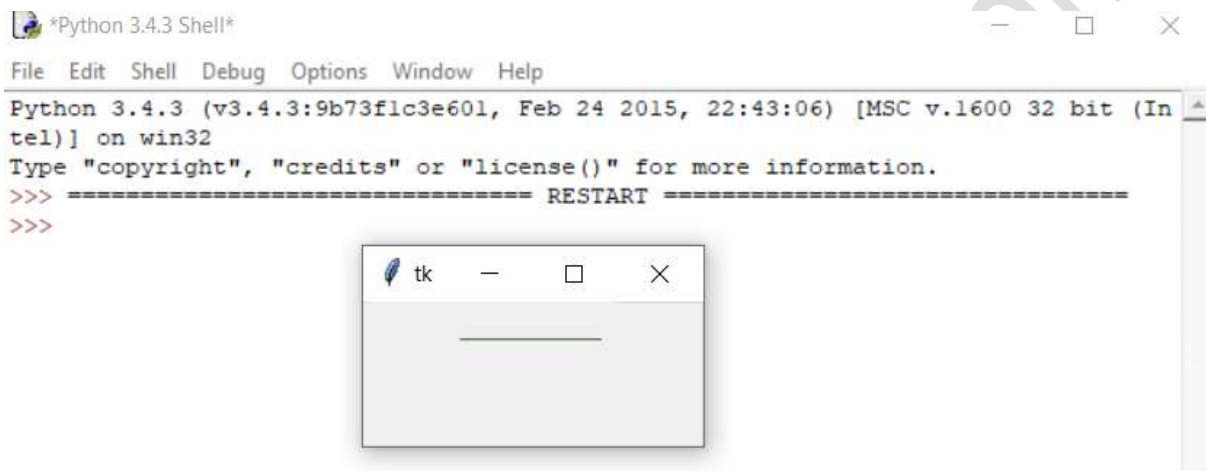 *Python 3.4.3 Shell*
File Edit Shell Debug Options Window Help
Python 3.4.3 (v3.4.3:9b73f1c3e601, Feb 24 2015, 22:43:06) [MSC v.1600 32 bit (In
tel)] on win32
Type "copyright", "credits" or "license()" for more information.
>>> ================================ RESTART ================================
>>>
tk